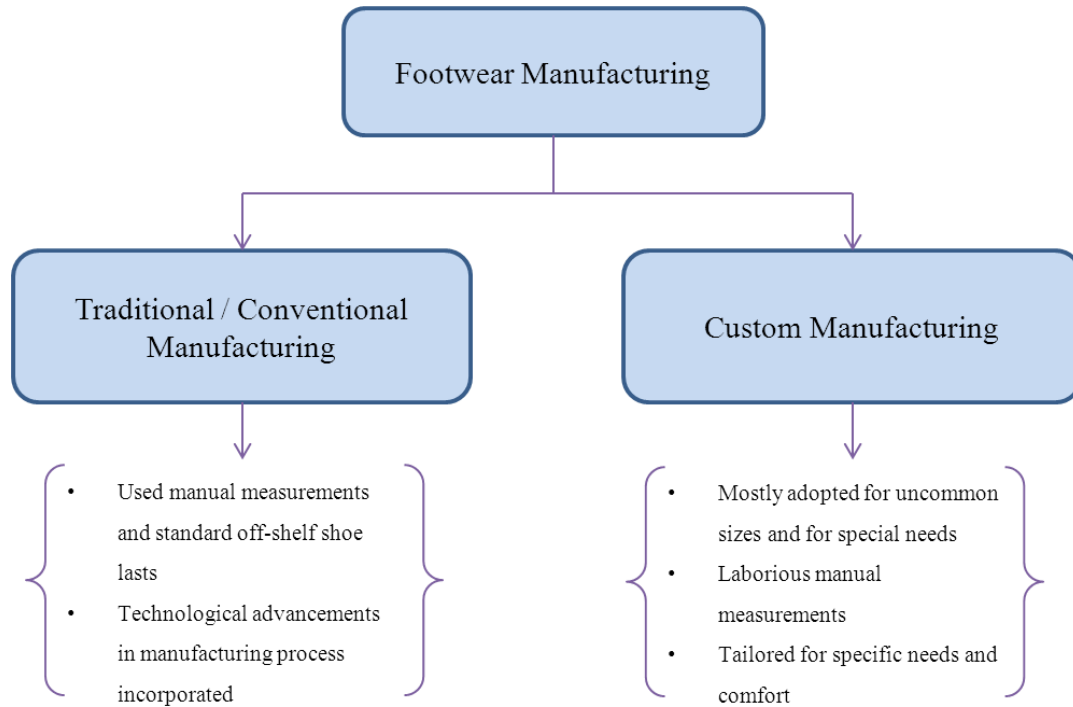 Footwear Manufacturing
Traditional / Conventional
Manufacturing
Custom Manufacturing
• Used manual measurements
and standard off-shelf shoe
lasts
• Technological advancements
in manufacturing process
incorporated
• Mostly adopted for uncommon
sizes and for special needs
• Laborious manual
measurements
• Tailored for specific needs and
comfort